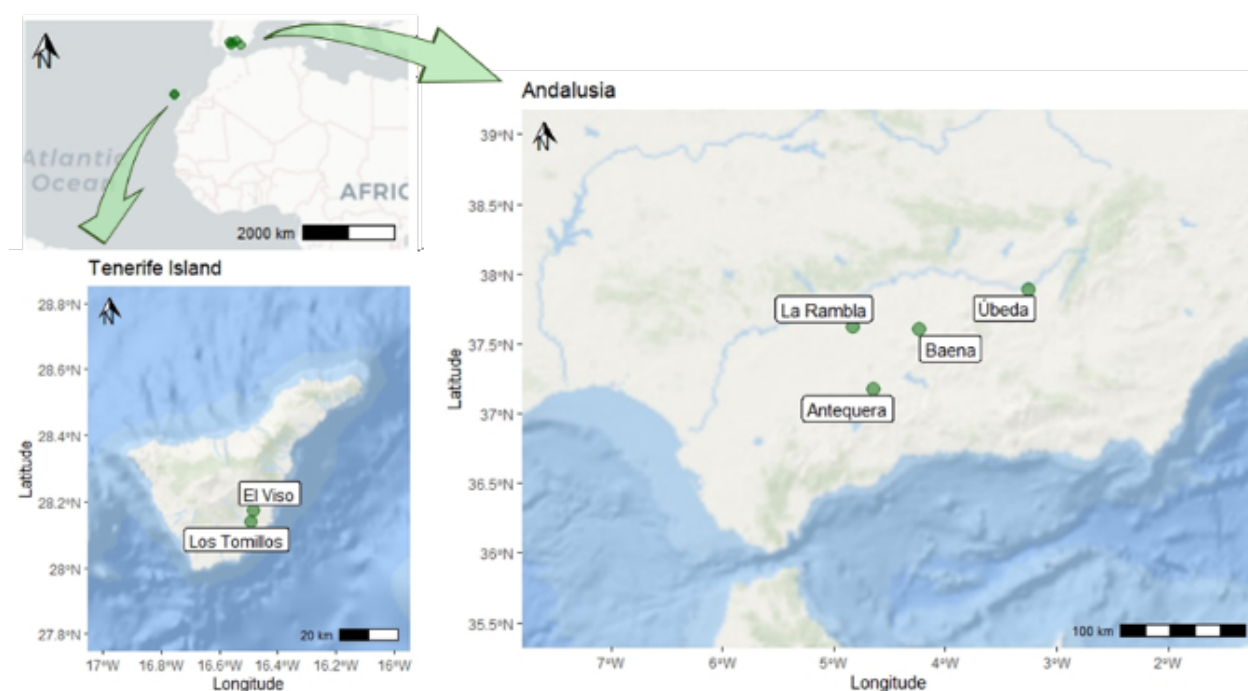 N
Atlantic
Ocean
AFRIC
2000 km
Andalusia
N
39°N
38.5°N
38°N
37.5°N
37°N
36.5°N
36°N
35.5°N
Latitude
La Rambla
Úbeda
Baena
Antequera
100 km
7°W 6°W 5°W 4°W 3°W 2°W
Longitude
Tenerife Island
N
28.8°N
28.6°N
28.4°N
28.2°N
28°N
27.8°N
Latitude
El Viso
Los Tomillos
20 km
17°W 16.8°W 16.6°W 16.4°W 16.2°W 16°W
Longitude